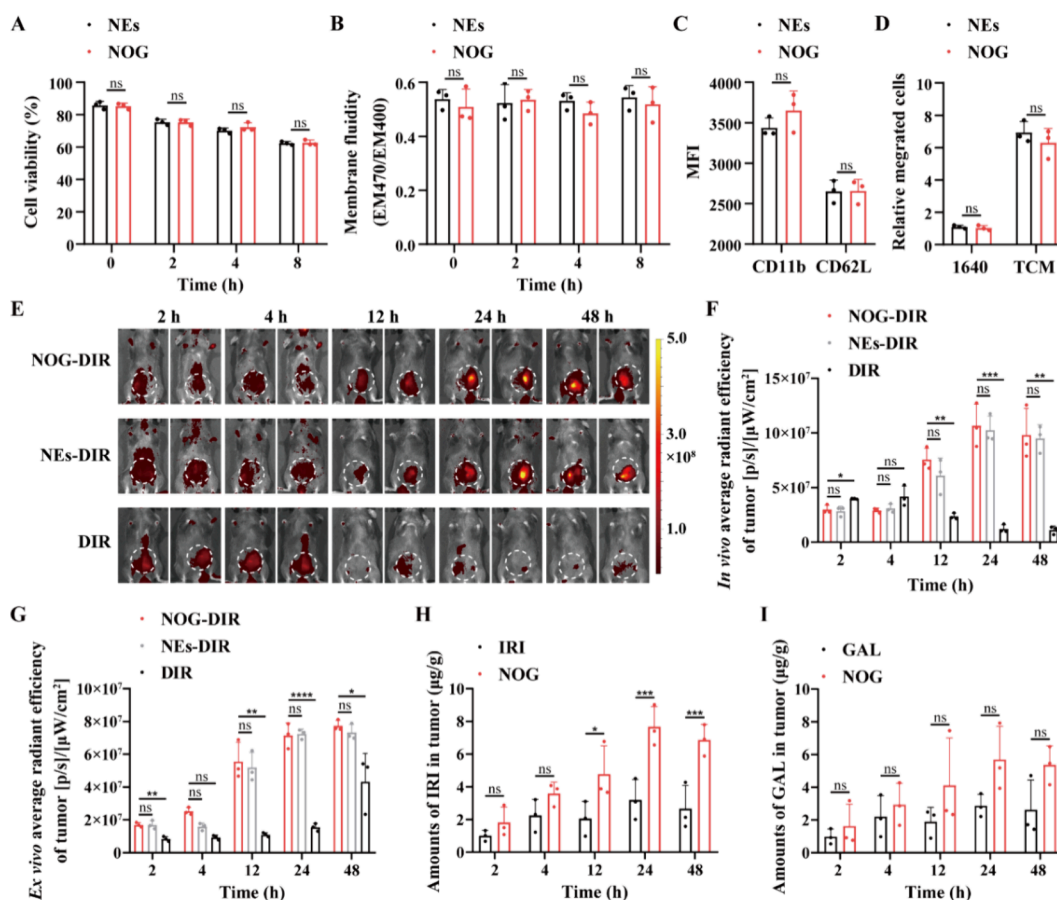 A
NEs
NOG
Cell viability (%)
100
80
60
40
20
0
ns
ns
ns
ns
0 2 4 8
Time (h)
B
NEs
NOG
Membrane fluidity
(EM470/EM400)
0.6
0.4
0.2
0.0
ns
ns
ns
ns
0 2 4 8
Time (h)
C
NEs
NOG
MFI
4000
3500
3000
2500
2000
ns
ns
CD11b CD62L
D
NEs
NOG
Relative megrated cells
10
8
6
4
2
0
ns
ns
1640 TCM
E
2 h 4 h 12 h 24 h 48 h
NOG-DIR
NEs-DIR
DIR
5.0
3.0
×10⁸
1.0
F
NOG-DIR
NEs-DIR
DIR
In vivo average radiant efficiency
of tumor [p/s]/[µW/cm²]
15×10⁷
10×10⁷
5×10⁷
0
*
ns
ns
ns
**
ns
***
ns
**
ns
2 4 12 24 48
Time (h)
G
NOG-DIR
NEs-DIR
DIR
Ex vivo average radiant efficiency
of tumor [p/s]/[µW/cm²]
10×10⁷
8×10⁷
6×10⁷
4×10⁷
2×10⁷
0
**
ns
ns
ns
**
ns
****
ns
*
ns
2 4 12 24 48
Time (h)
H
IRI
NOG
Amounts of IRI in tumor (µg/g)
10
8
6
4
2
0
ns
ns
*
***
***
2 4 12 24 48
Time (h)
I
GAL
NOG
Amounts of GAL in tumor (µg/g)
10
8
6
4
2
0
ns
ns
ns
ns
ns
2 4 12 24 48
Time (h)